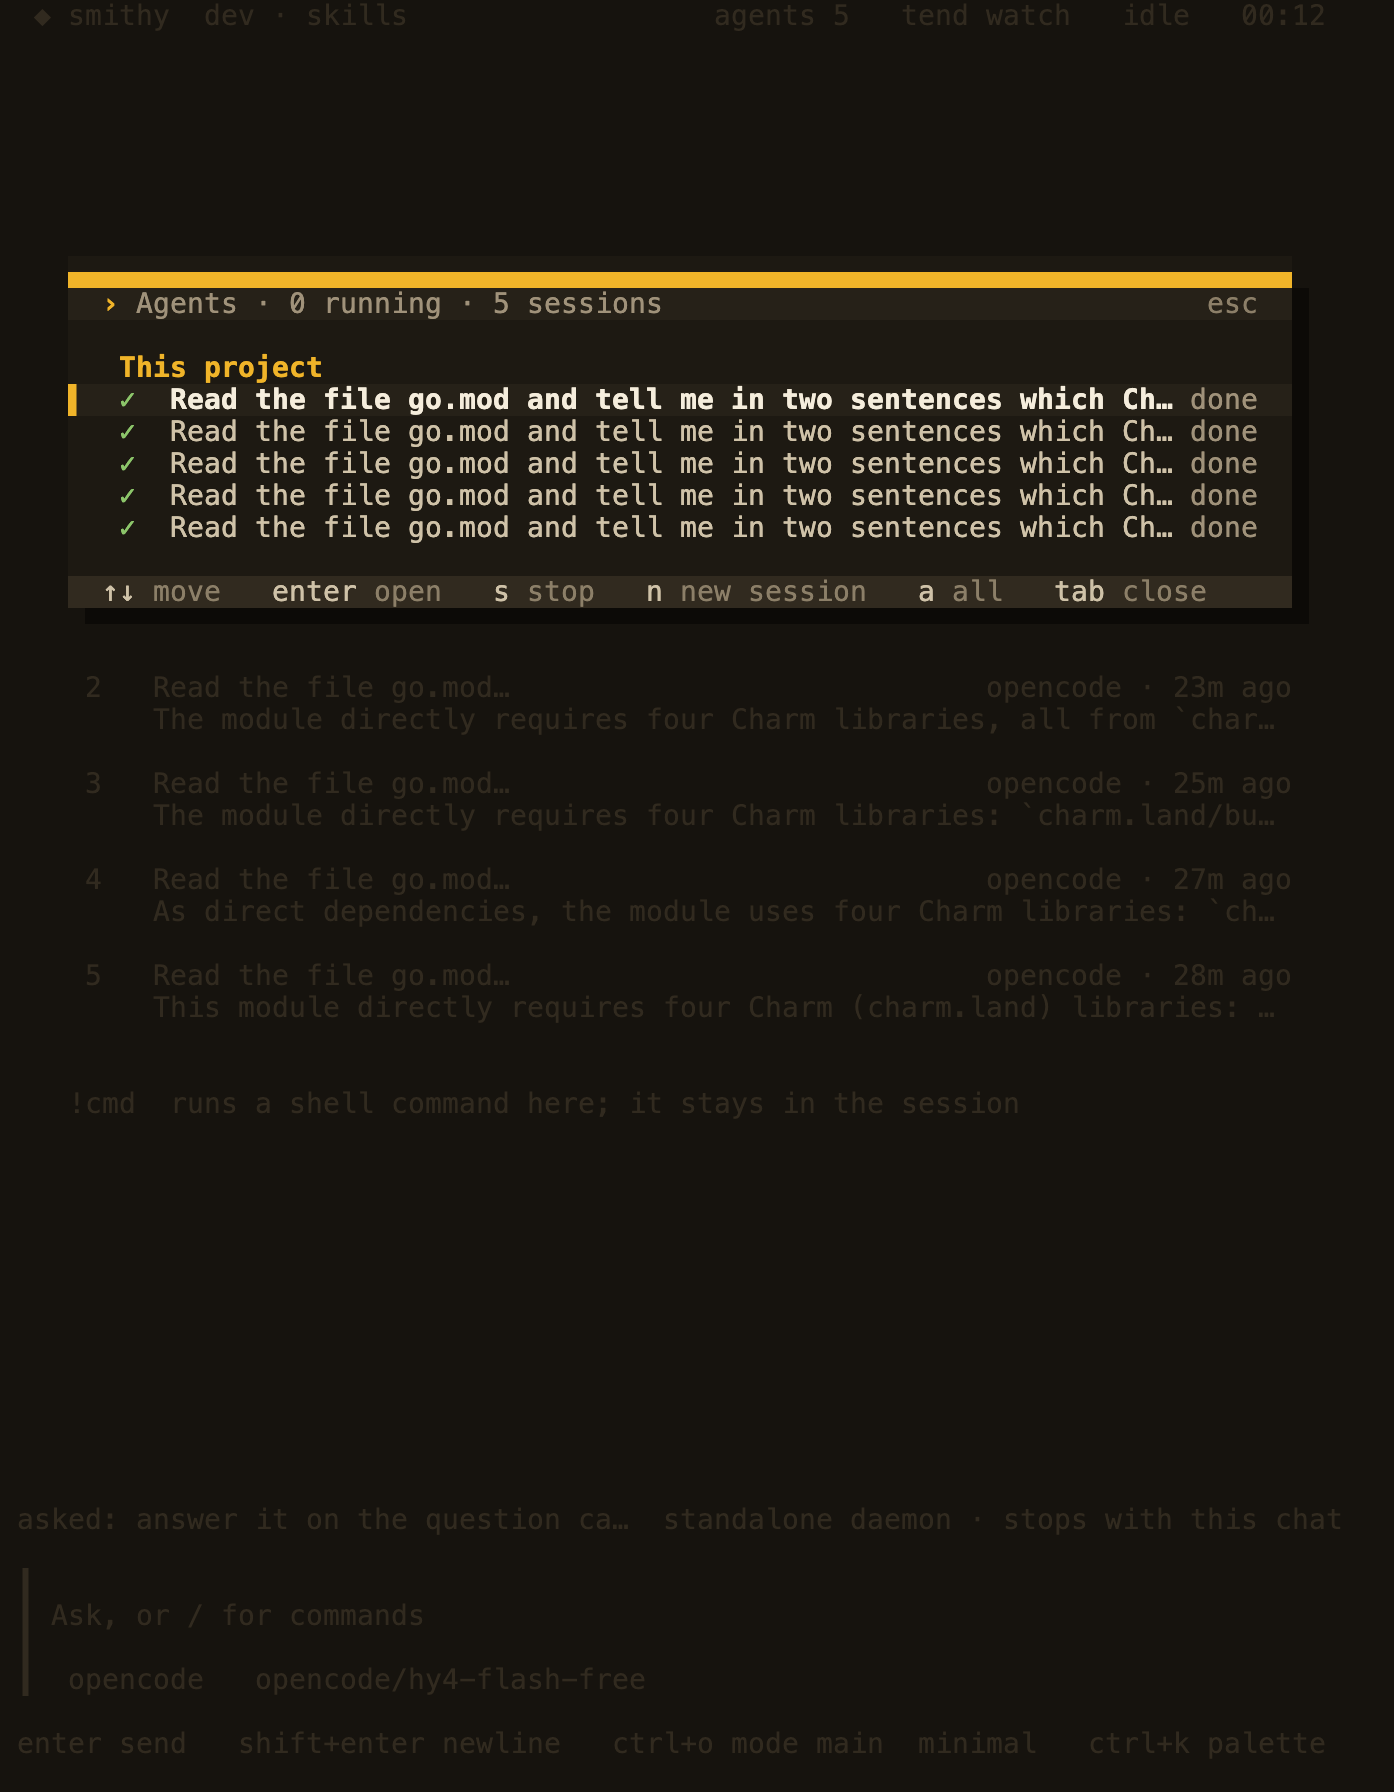 ◆ smithy  dev · skills  agents 5  tend watch  idle  00:12
› Agents · 0 running · 5 sessions  esc
This project
✓ Read the file go.mod and tell me in two sentences which Ch… done
✓ Read the file go.mod and tell me in two sentences which Ch… done
✓ Read the file go.mod and tell me in two sentences which Ch… done
✓ Read the file go.mod and tell me in two sentences which Ch… done
✓ Read the file go.mod and tell me in two sentences which Ch… done
↑↓ move  enter open  s stop  n new session  a all  tab close
2  Read the file go.mod…  opencode · 23m ago
The module directly requires four Charm libraries, all from `char…
3  Read the file go.mod…  opencode · 25m ago
The module directly requires four Charm libraries: `charm.land/bu…
4  Read the file go.mod…  opencode · 27m ago
As direct dependencies, the module uses four Charm libraries: `ch…
5  Read the file go.mod…  opencode · 28m ago
This module directly requires four Charm (charm.land) libraries: …
!cmd  runs a shell command here; it stays in the session
asked: answer it on the question ca…  standalone daemon · stops with this chat
Ask, or / for commands
opencode  opencode/hy4-flash-free
enter send  shift+enter newline  ctrl+o mode main  minimal  ctrl+k palette